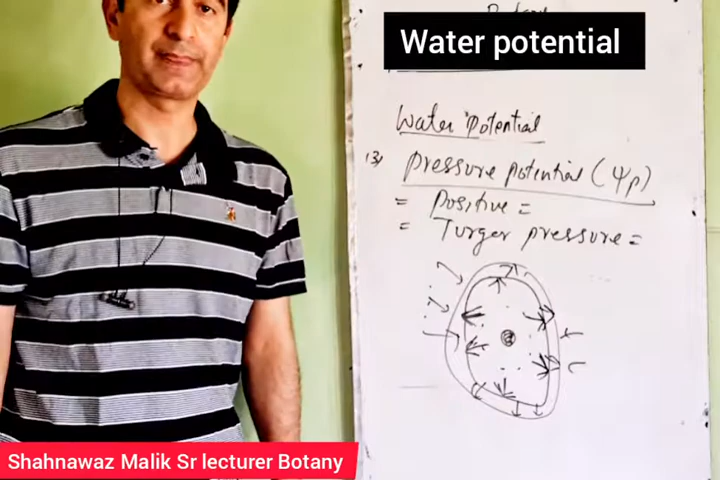 Water potential
Water Potential
(3) Pressure potential (Ψp)
= Positive =
= Turger pressure =
Shahnawaz Malik Sr lecturer Botany